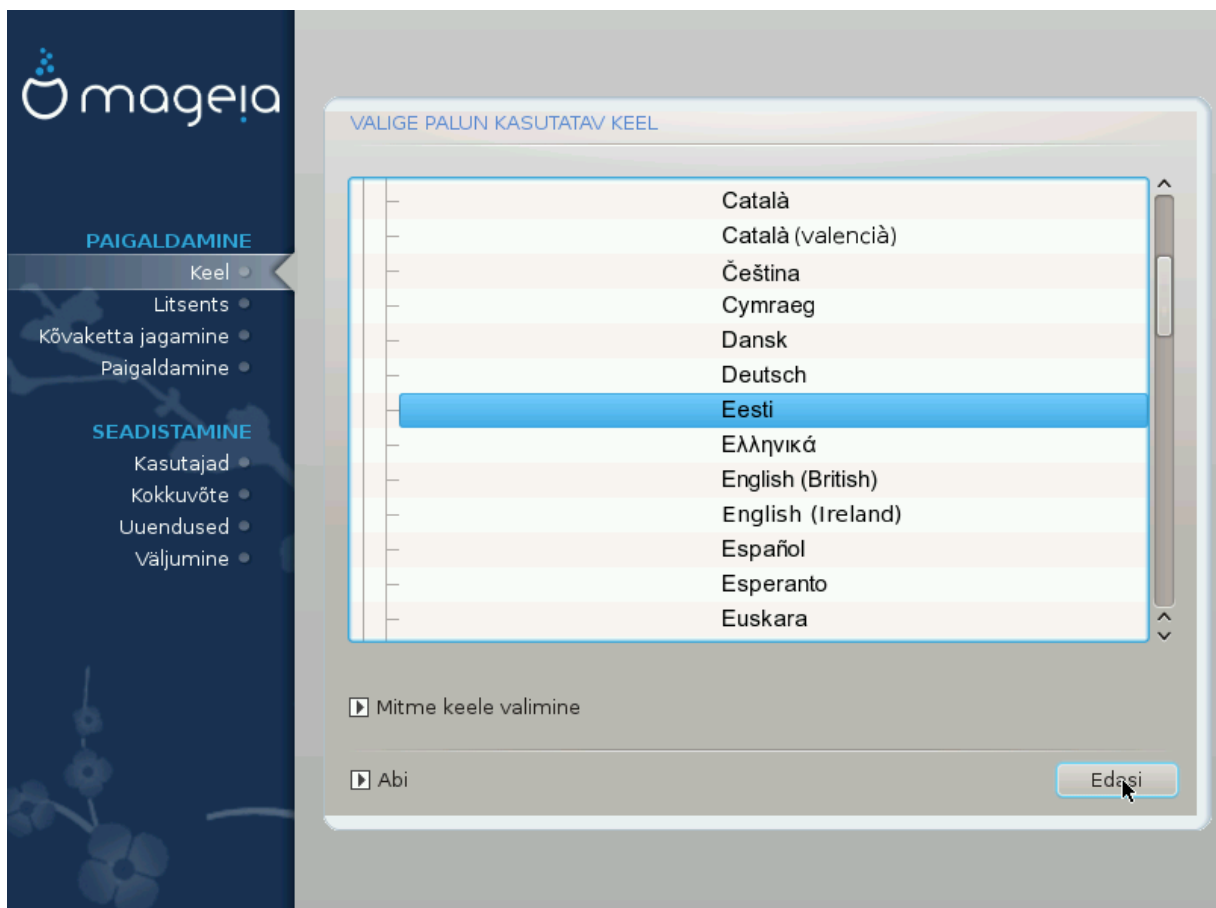 mageia
PAIGALDAMINE
Keel
Litsents
Kõvaketta jagamine
Paigaldamine
SEADISTAMINE
Kasutajad
Kokkuvõte
Uuendused
Väljumine
VALIGE PALUN KASUTATAV KEEL
Català
Català (valencià)
Čeština
Cymraeg
Dansk
Deutsch
Eesti
Ελληνικά
English (British)
English (Ireland)
Español
Esperanto
Euskara
Mitme keele valimine
Abi
Edasi